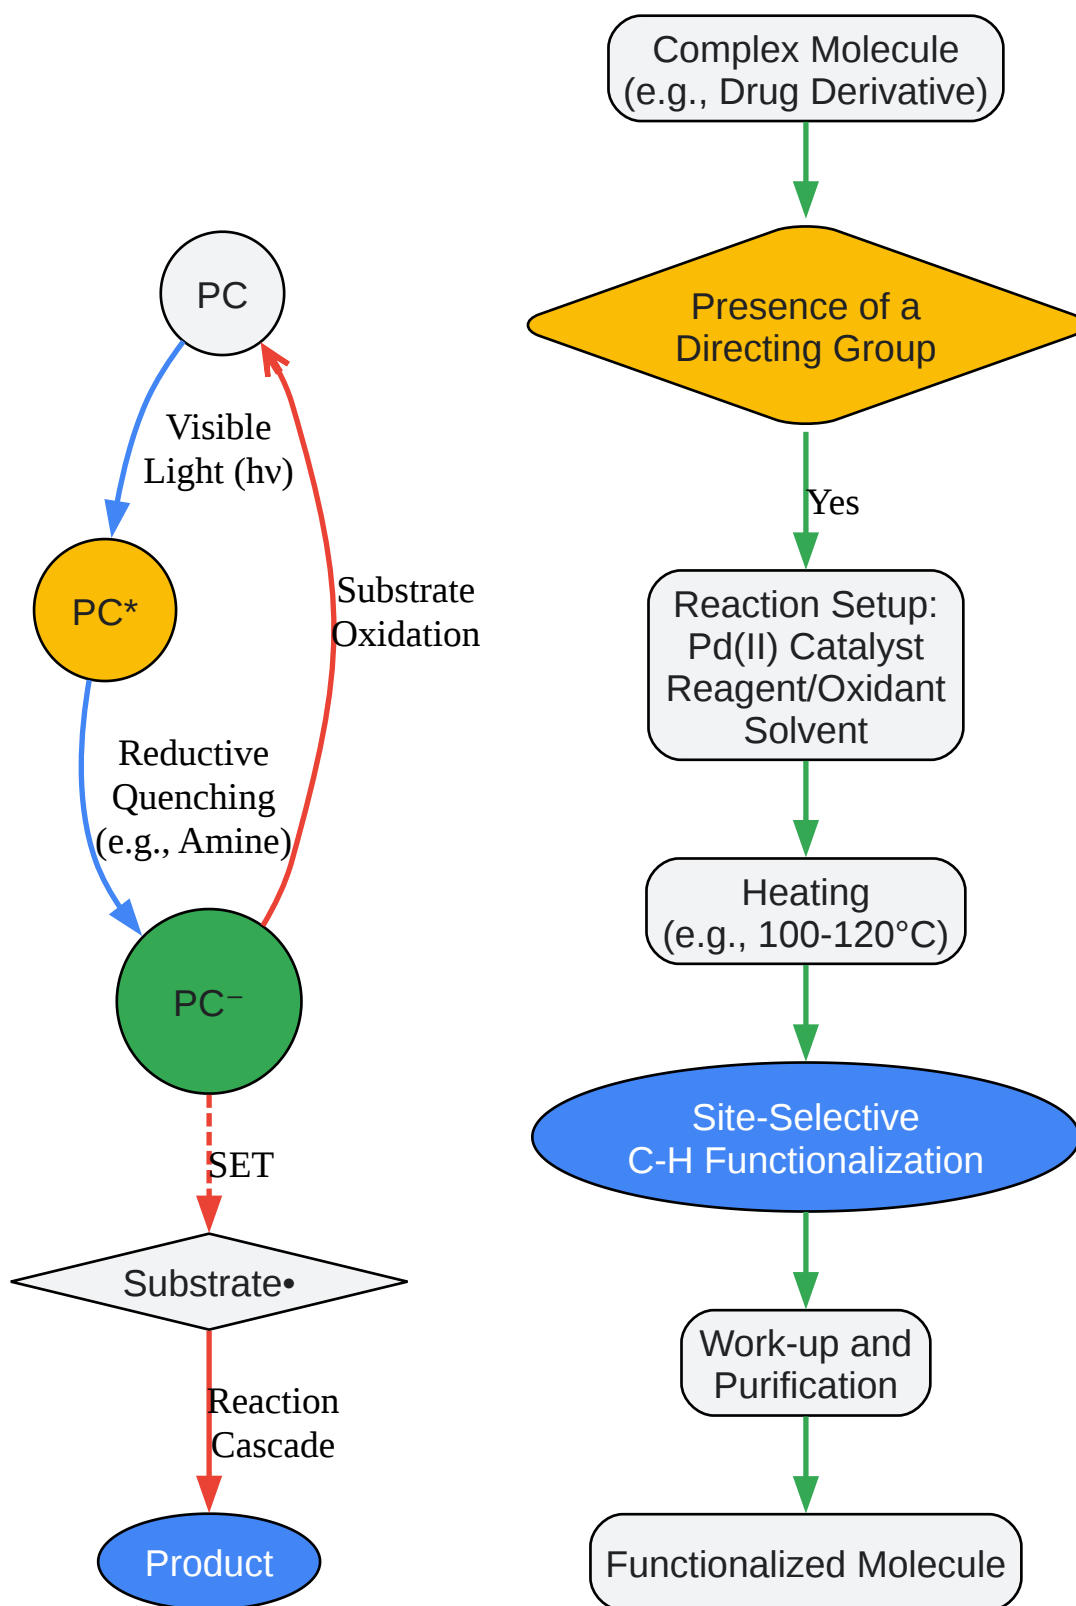 PC
Visible
Light (hν)
PC*
Substrate
Oxidation
Reductive
Quenching
(e.g., Amine)
PC⁻
SET
Substrate•
Reaction
Cascade
Product
Complex Molecule
(e.g., Drug Derivative)
Presence of a
Directing Group
Yes
Reaction Setup:
Pd(II) Catalyst
Reagent/Oxidant
Solvent
Heating
(e.g., 100-120°C)
Site-Selective
C-H Functionalization
Work-up and
Purification
Functionalized Molecule